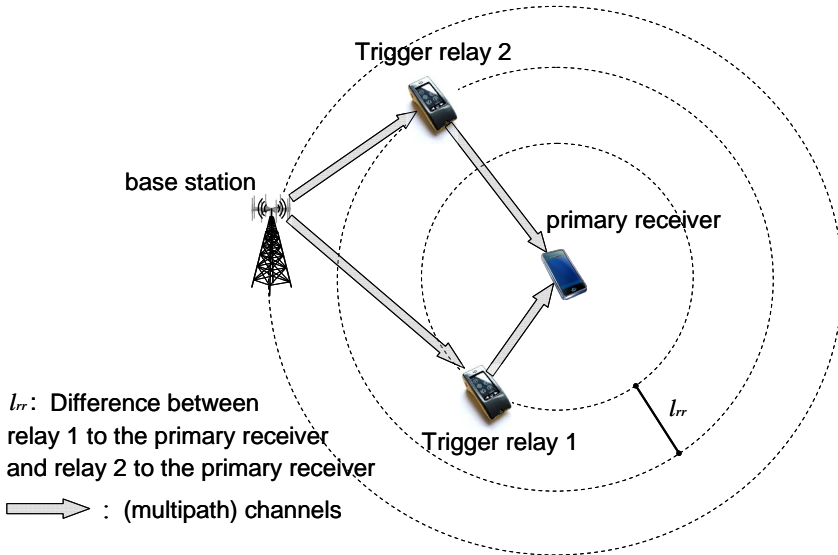 Trigger relay 2
base station
primary receiver
Trigger relay 1
lrr
lrr: Difference between
relay 1 to the primary receiver
and relay 2 to the primary receiver
: (multipath) channels